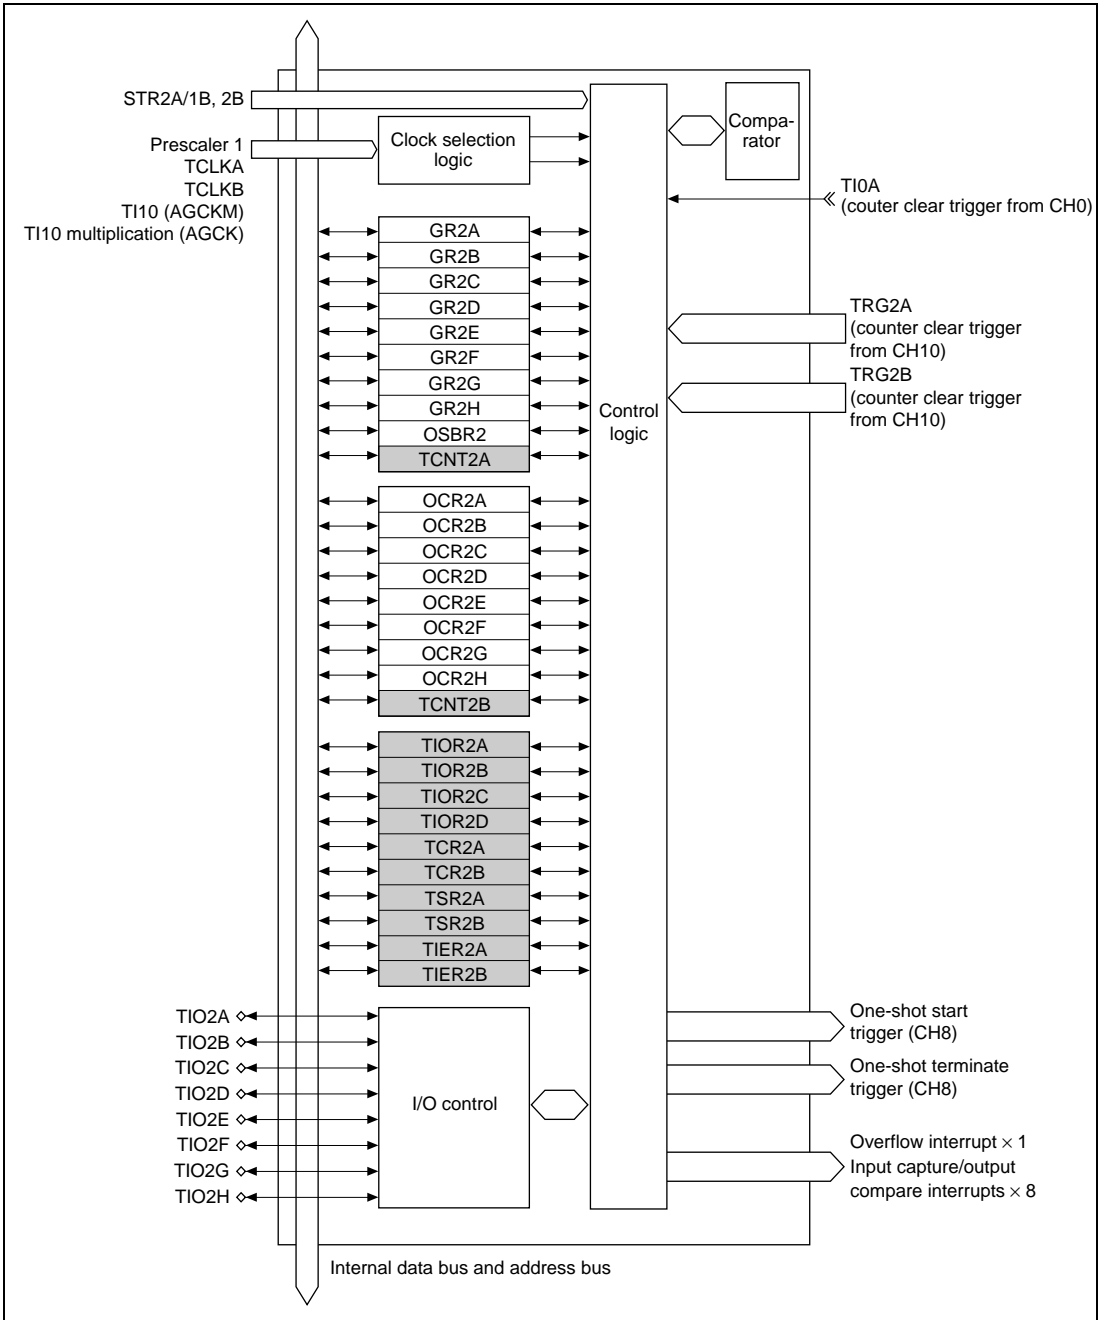 STR2A/1B, 2B
Prescaler 1
TCLKA
TCLKB
TI10 (AGCKM)
TI10 multiplication (AGCK)
Clock selection
logic
Compa-
rator
TI0A
(couter clear trigger from CH0)
GR2A
GR2B
GR2C
GR2D
GR2E
GR2F
GR2G
GR2H
OSBR2
TCNT2A
TRG2A
(counter clear trigger
from CH10)
TRG2B
(counter clear trigger
from CH10)
Control
logic
OCR2A
OCR2B
OCR2C
OCR2D
OCR2E
OCR2F
OCR2G
OCR2H
TCNT2B
TIOR2A
TIOR2B
TIOR2C
TIOR2D
TCR2A
TCR2B
TSR2A
TSR2B
TIER2A
TIER2B
TIO2A
TIO2B
TIO2C
TIO2D
TIO2E
TIO2F
TIO2G
TIO2H
I/O control
One-shot start
trigger (CH8)
One-shot terminate
trigger (CH8)
Overflow interrupt × 1
Input capture/output
compare interrupts × 8
Internal data bus and address bus